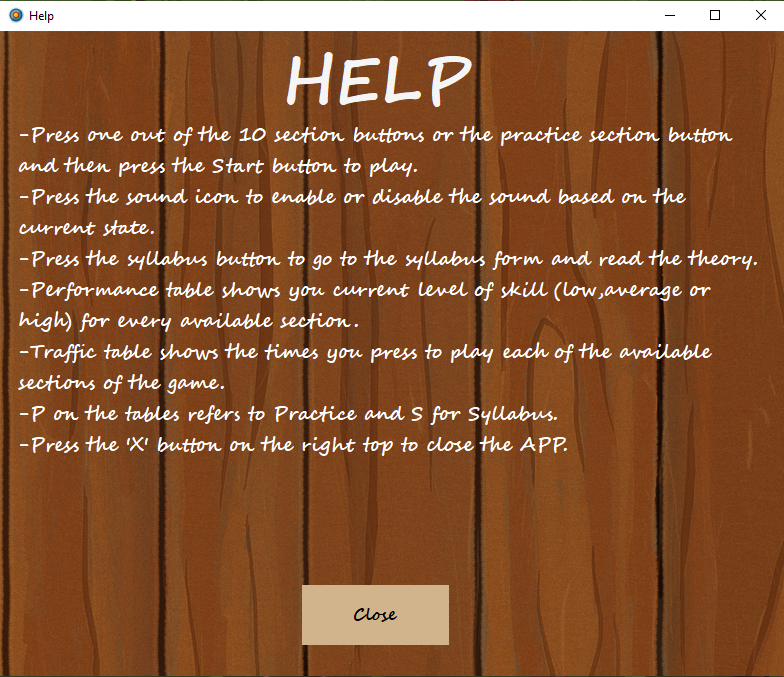 Help
HELP
-Press one out of the 10 section buttons or the practice section button
and then press the Start button to play.
-Press the sound icon to enable or disable the sound based on the
current state.
-Press the syllabus button to go to the syllabus form and read the theory.
-Performance table shows you current level of skill (low,average or
high) for every available section.
-Traffic table shows the times you press to play each of the available
sections of the game.
-P on the tables refers to Practice and S for Syllabus.
-Press the 'X' button on the right top to close the APP.
Close